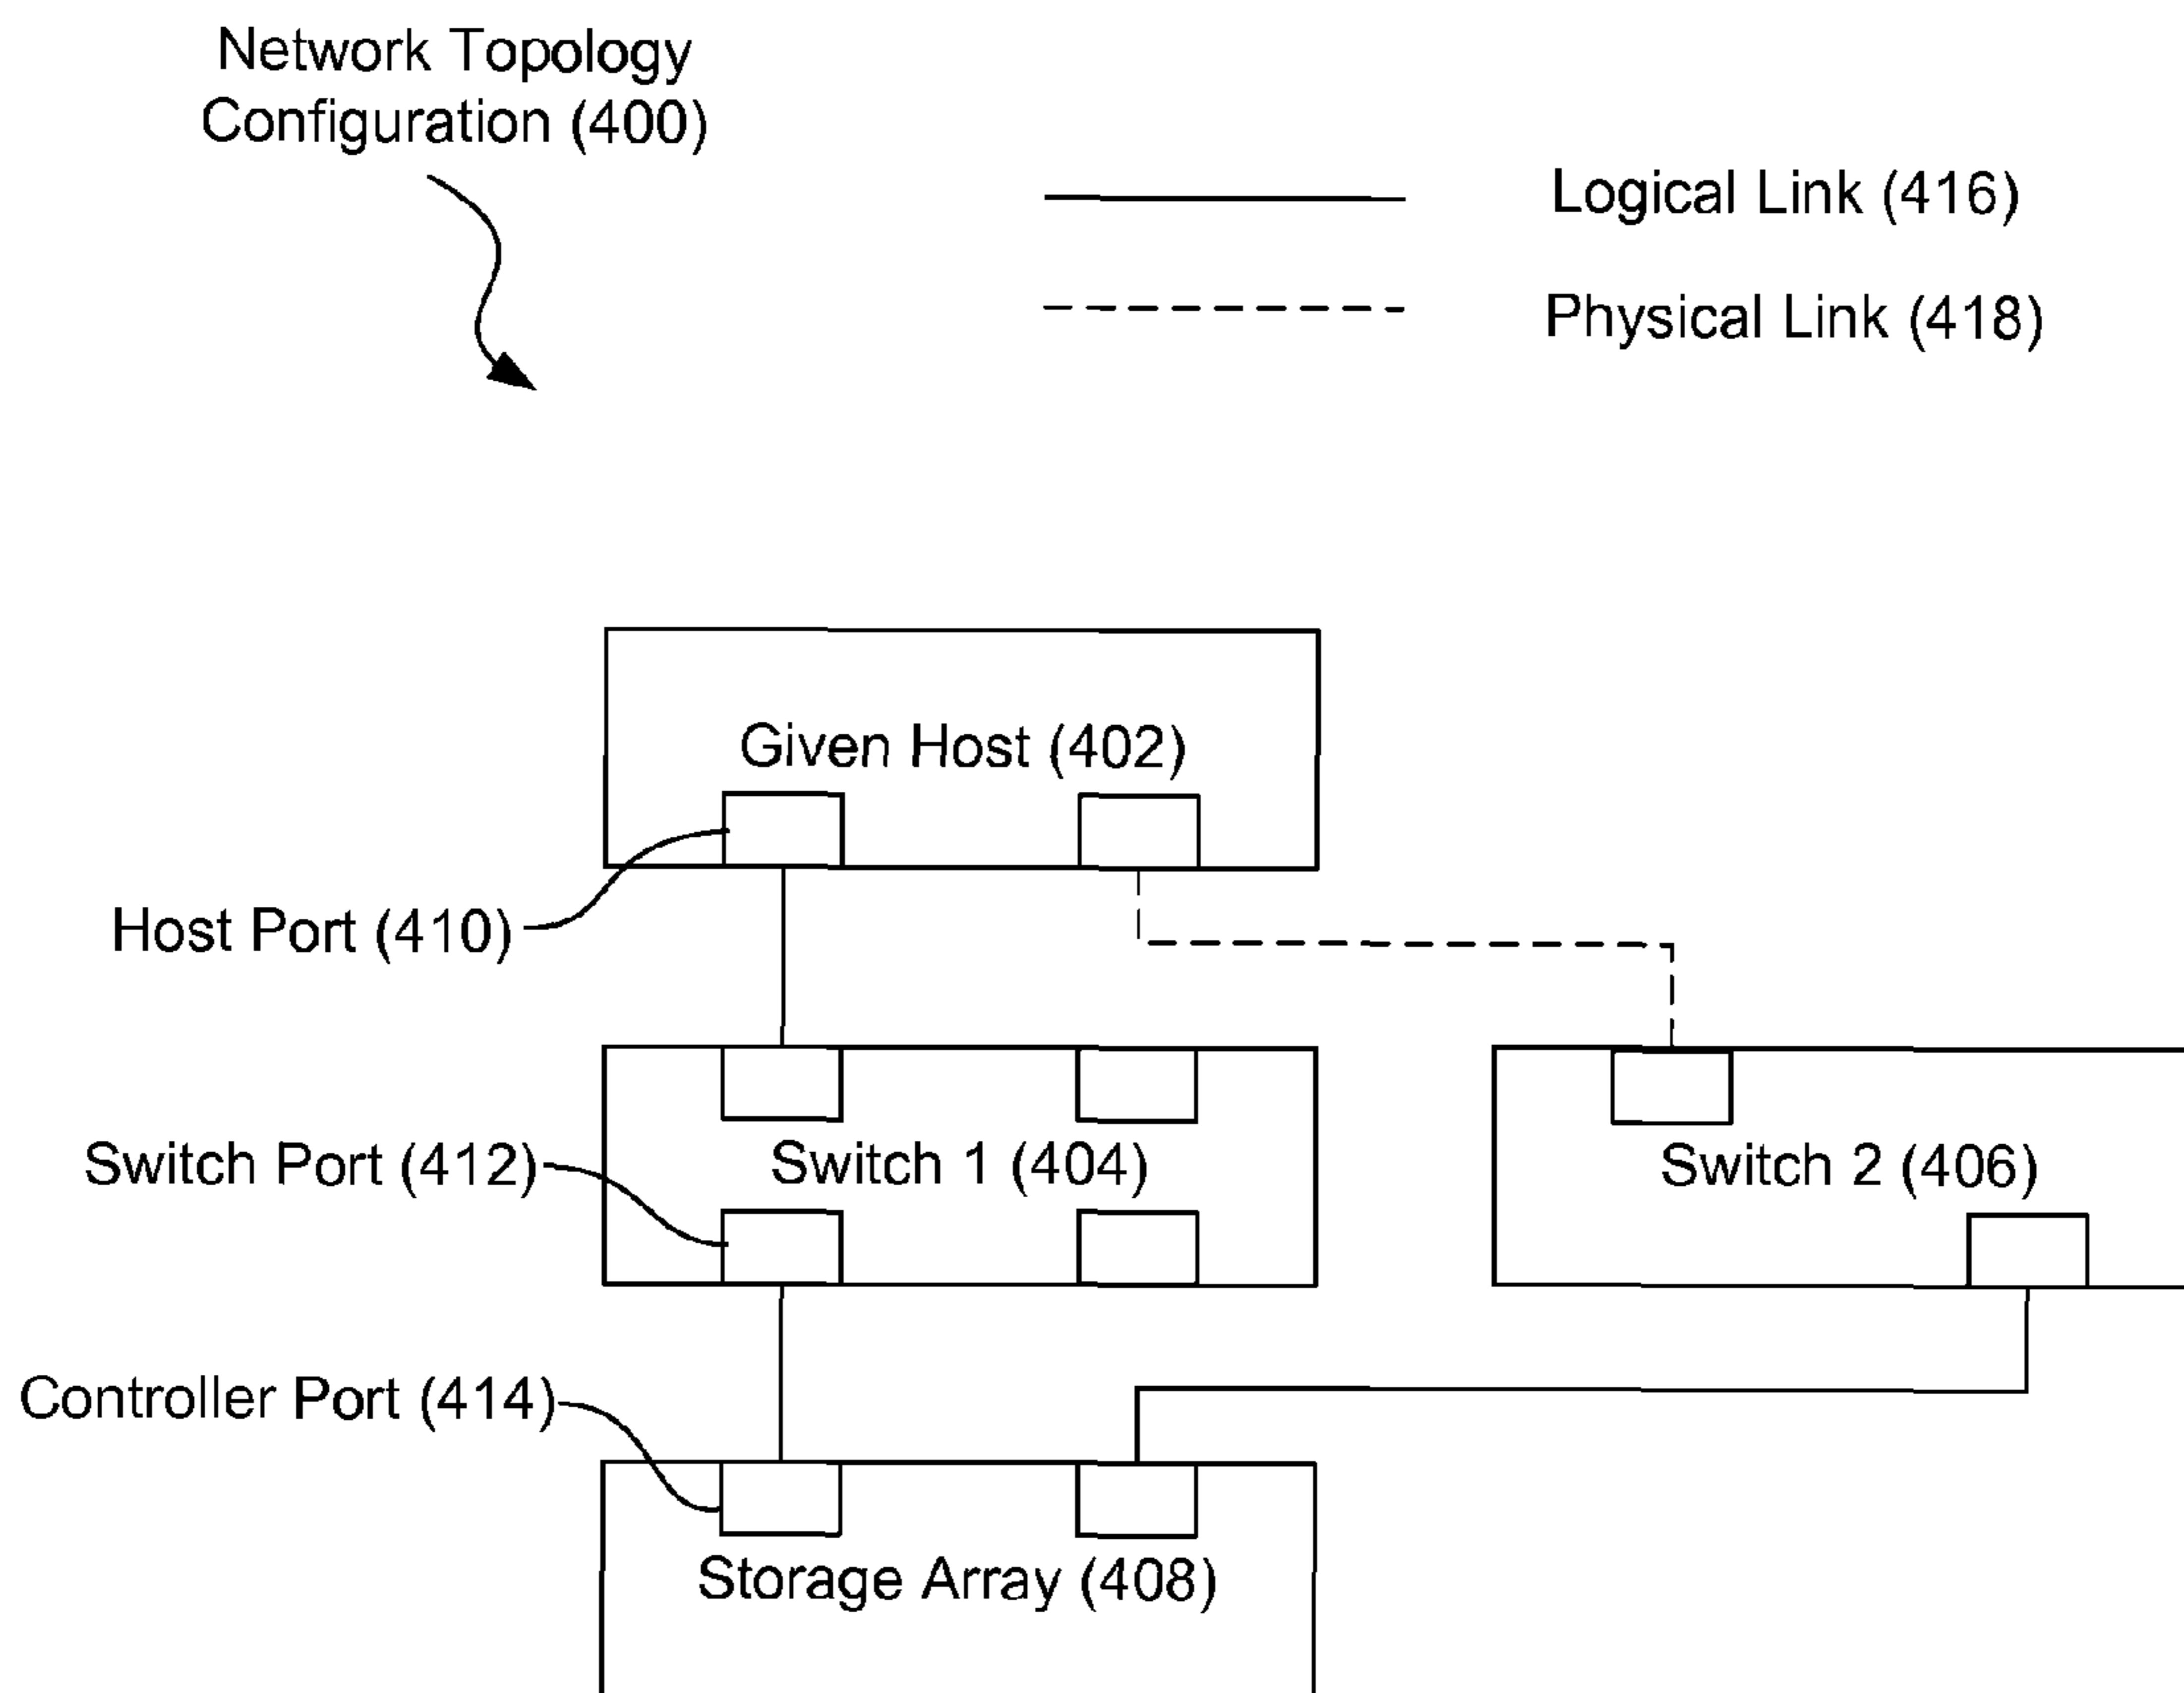 Network Topology
Configuration (400)
Logical Link (416)
Physical Link (418)
Given Host (402)
Host Port (410)
Switch Port (412)
Switch 1 (404)
Switch 2 (406)
Controller Port (414)
Storage Array (408)